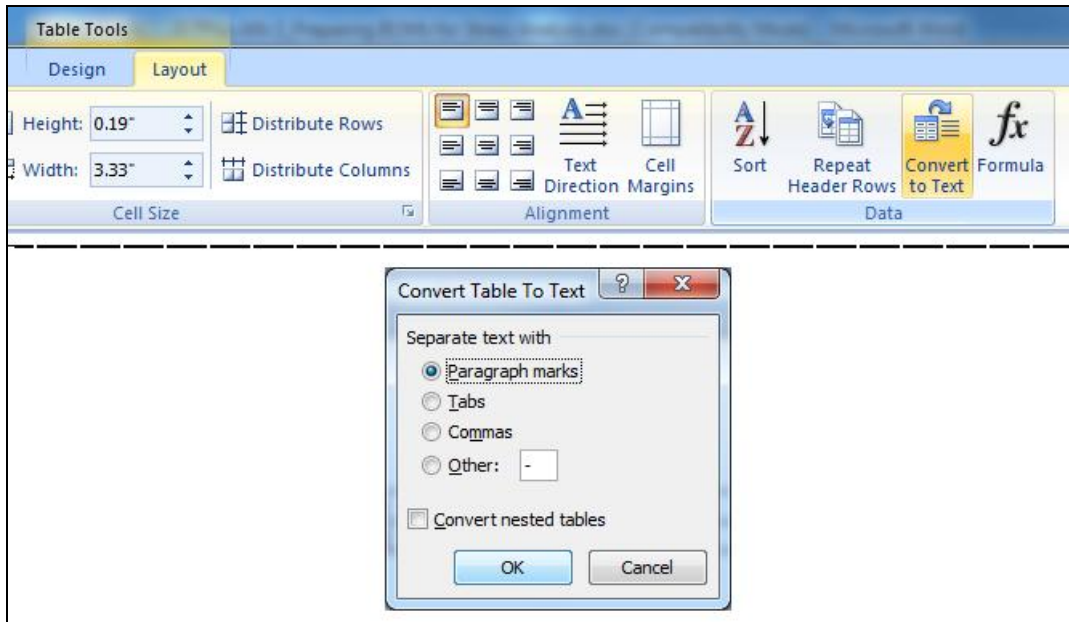 Table Tools
Design Layout
Height: 0.19" Distribute Rows
Width: 3.33" Distribute Columns
Cell Size
Text Direction
Cell Margins
Alignment
Sort
Repeat Header Rows
Convert to Text
Formula
Data
Convert Table To Text
Separate text with
Paragraph marks
Tabs
Commas
Other: -
Convert nested tables
OK Cancel